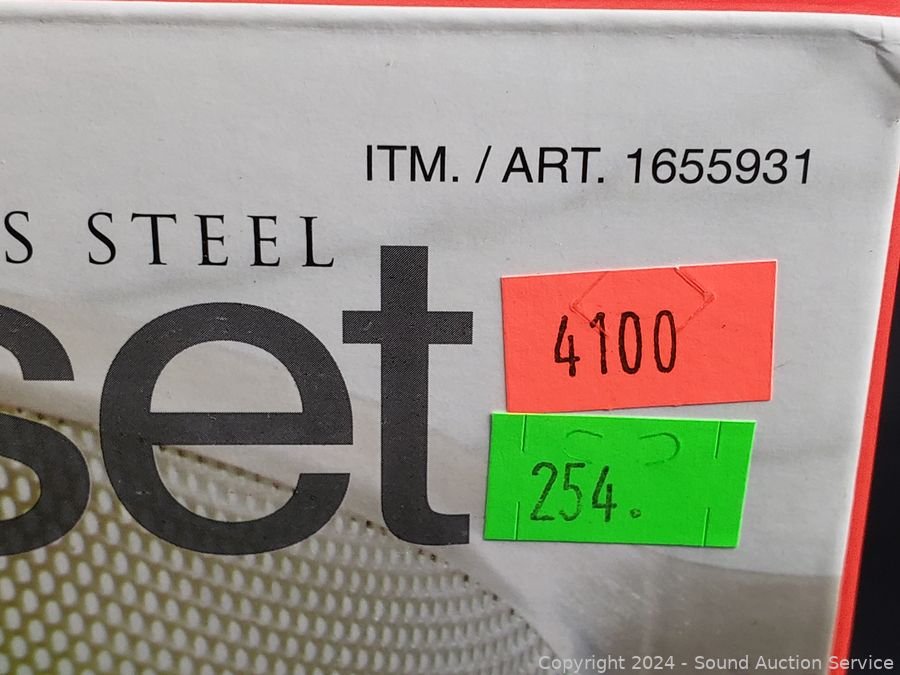 ITM. / ART. 1655931
S STEEL
set
4100
254.
Copyright 2024 - Sound Auction Service